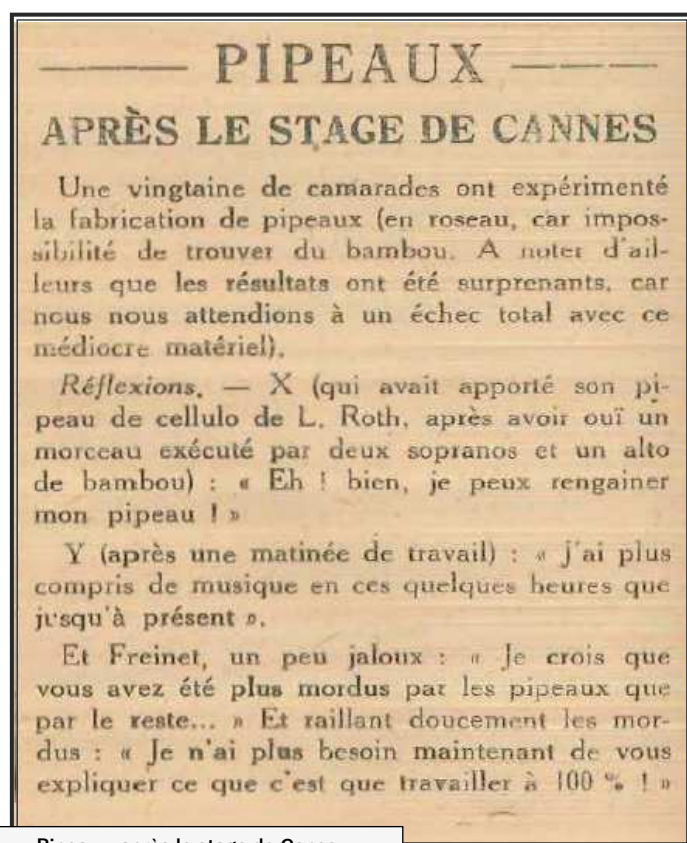 ——— PIPEAUX ———
APRÈS LE STAGE DE CANNES
Une vingtaine de camarades ont expérimenté
la fabrication de pipeaux (en roseau, car impos-
sibilité de trouver du bambou. A noter d'ail-
leurs que les résultats ont été surprenants, car
nous nous attendions à un échec total avec ce
médiocre matériel).
Réflexions. — X (qui avait apporté son pi-
peau de cellulo de L. Roth, après avoir ouï un
morceau exécuté par deux sopranos et un alto
de bambou) : « Eh ! bien, je peux rengainer
mon pipeau ! »
Y (après une matinée de travail) : « j'ai plus
compris de musique en ces quelques heures que
jusqu'à présent ».
Et Freinet, un peu jaloux : « Je crois que
vous avez été plus mordus par les pipeaux que
par le reste... » Et raillant doucement les mor-
dus : « Je n'ai plus besoin maintenant de vous
expliquer ce que c'est que travailler à 100 % ! »